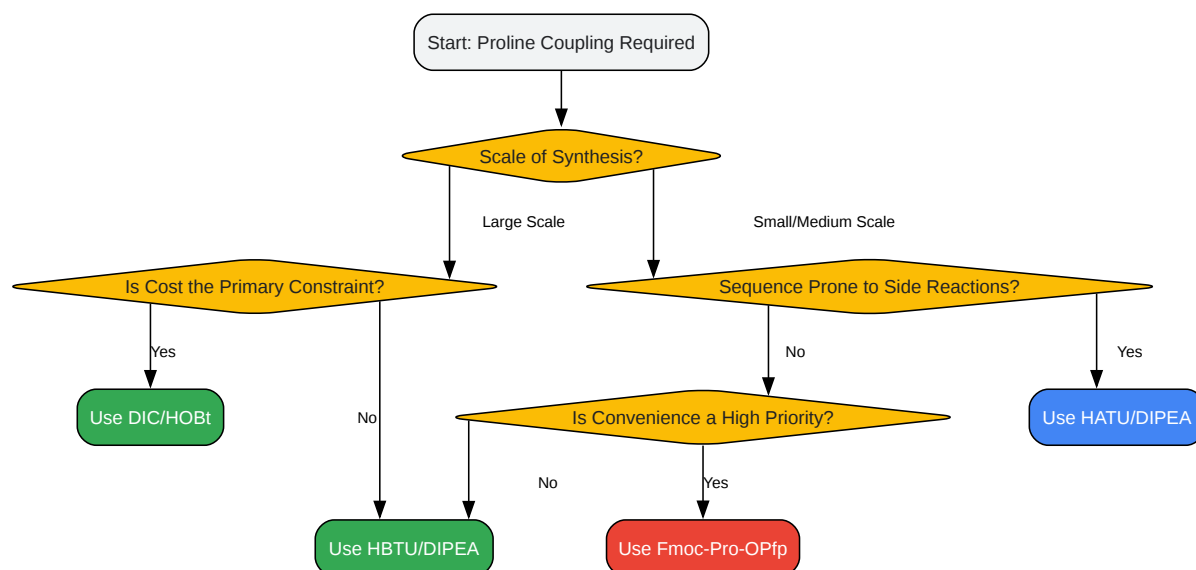 Start: Proline Coupling Required
Scale of Synthesis?
Large Scale
Small/Medium Scale
Is Cost the Primary Constraint?
Sequence Prone to Side Reactions?
Yes
No
Yes
Use DIC/HOBt
No
Is Convenience a High Priority?
Use HATU/DIPEA
No
Yes
Use HBTU/DIPEA
Use Fmoc-Pro-OPfp